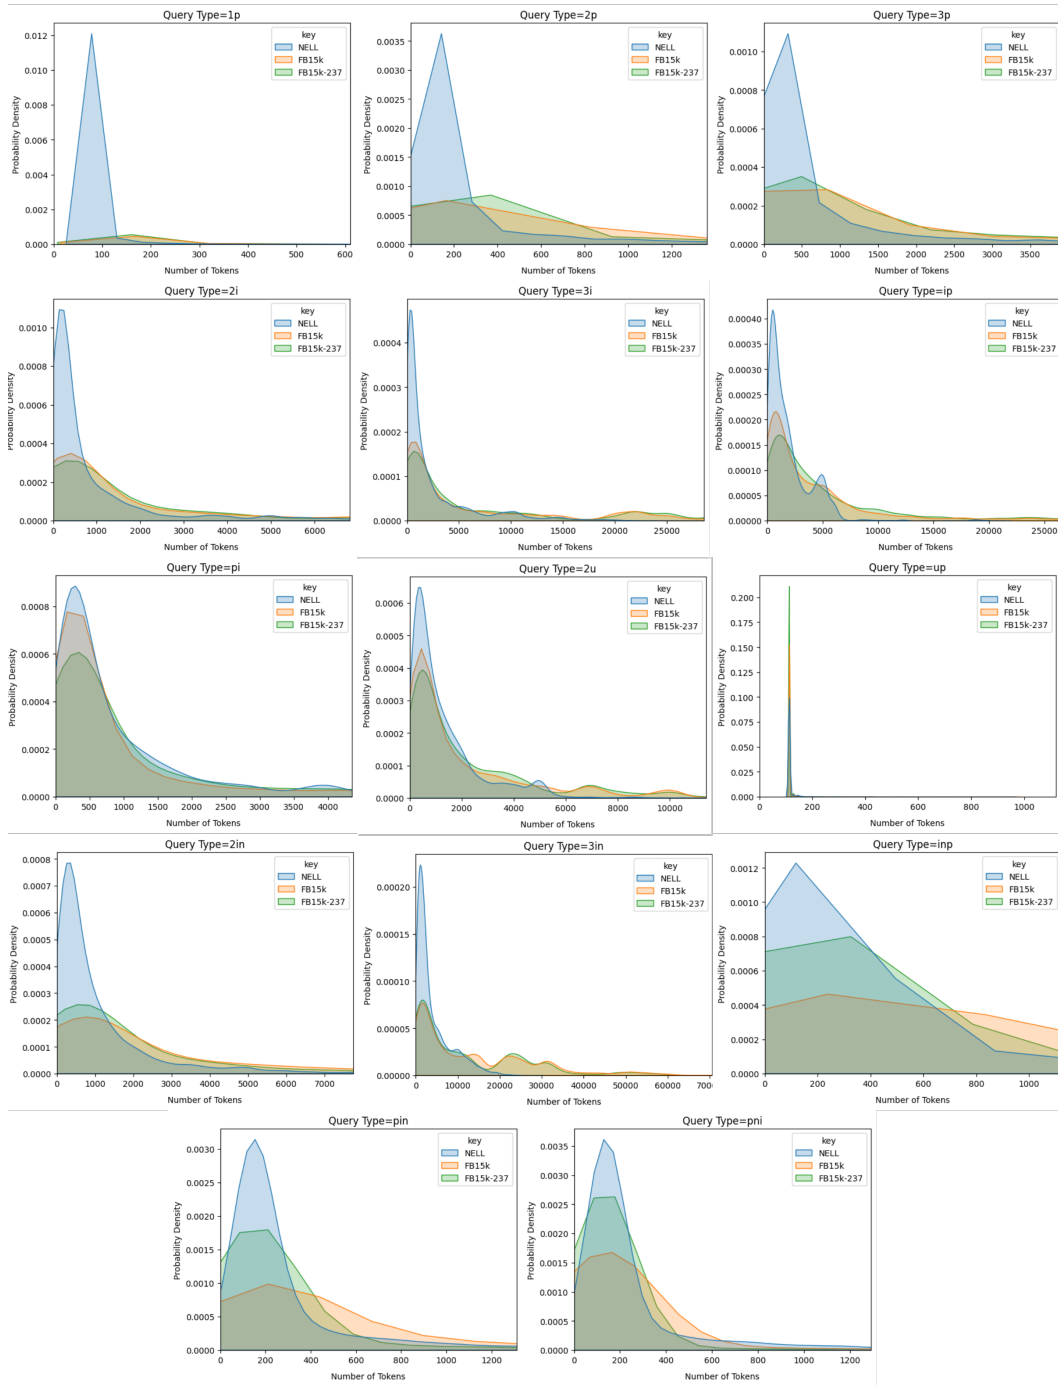 Query Type=1p
0.012
0.010
0.008
0.006
0.004
0.002
0.000
0 100 200 300 400 500 600
Number of Tokens
Probability Density
key
NELL
FB15k
FB15k-237
Query Type=2p
0.0035
0.0030
0.0025
0.0020
0.0015
0.0010
0.0005
0.0000
0 200 400 600 800 1000 1200
Number of Tokens
Probability Density
key
NELL
FB15k
FB15k-237
Query Type=3p
0.0010
0.0008
0.0006
0.0004
0.0002
0.0000
0 500 1000 1500 2000 2500 3000 3500
Number of Tokens
Probability Density
key
NELL
FB15k
FB15k-237
Query Type=2i
0.0010
0.0008
0.0006
0.0004
0.0002
0.0000
0 1000 2000 3000 4000 5000 6000
Number of Tokens
Probability Density
key
NELL
FB15k
FB15k-237
Query Type=3i
0.0004
0.0003
0.0002
0.0001
0.0000
0 5000 10000 15000 20000 25000
Number of Tokens
Probability Density
key
NELL
FB15k
FB15k-237
Query Type=ip
0.00040
0.00035
0.00030
0.00025
0.00020
0.00015
0.00010
0.00005
0.00000
0 5000 10000 15000 20000 25000
Number of Tokens
Probability Density
key
NELL
FB15k
FB15k-237
Query Type=pi
0.0008
0.0006
0.0004
0.0002
0.0000
0 500 1000 1500 2000 2500 3000 3500 4000
Number of Tokens
Probability Density
key
NELL
FB15k
FB15k-237
Query Type=2u
0.0006
0.0005
0.0004
0.0003
0.0002
0.0001
0.0000
0 2000 4000 6000 8000 10000
Number of Tokens
Probability Density
key
NELL
FB15k
FB15k-237
Query Type=up
0.200
0.175
0.150
0.125
0.100
0.075
0.050
0.025
0.000
0 200 400 600 800 1000
Number of Tokens
Probability Density
key
NELL
FB15k
FB15k-237
Query Type=2in
0.0008
0.0007
0.0006
0.0005
0.0004
0.0003
0.0002
0.0001
0.0000
0 1000 2000 3000 4000 5000 6000 7000
Number of Tokens
Probability Density
key
NELL
FB15k
FB15k-237
Query Type=3in
0.00020
0.00015
0.00010
0.00005
0.00000
0 10000 20000 30000 40000 50000 60000 7000
Number of Tokens
Probability Density
key
NELL
FB15k
FB15k-237
Query Type=inp
0.0012
0.0010
0.0008
0.0006
0.0004
0.0002
0.0000
0 200 400 600 800 1000
Number of Tokens
Probability Density
key
NELL
FB15k
FB15k-237
Query Type=pin
0.0030
0.0025
0.0020
0.0015
0.0010
0.0005
0.0000
0 200 400 600 800 1000 1200
Number of Tokens
Probability Density
key
NELL
FB15k
FB15k-237
Query Type=pni
0.0035
0.0030
0.0025
0.0020
0.0015
0.0010
0.0005
0.0000
0 200 400 600 800 1000 1200
Number of Tokens
Probability Density
key
NELL
FB15k
FB15k-237